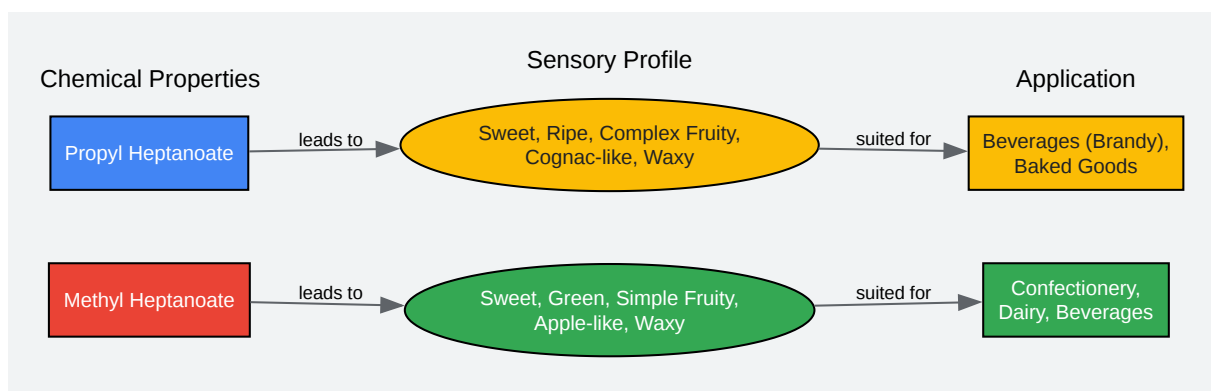 Chemical Properties
Sensory Profile
Application
Propyl Heptanoate
leads to
Sweet, Ripe, Complex Fruity,
Cognac-like, Waxy
suited for
Beverages (Brandy),
Baked Goods
Methyl Heptanoate
leads to
Sweet, Green, Simple Fruity,
Apple-like, Waxy
suited for
Confectionery,
Dairy, Beverages